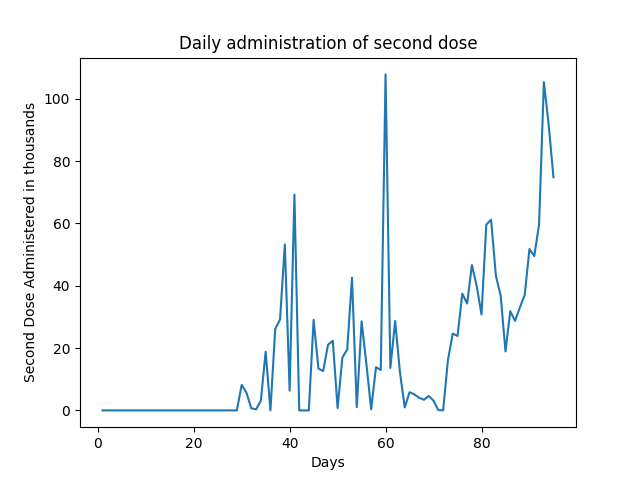 Daily administration of second dose
Second Dose Administered in thousands
100
80
60
40
20
0
0 20 40 60 80
Days